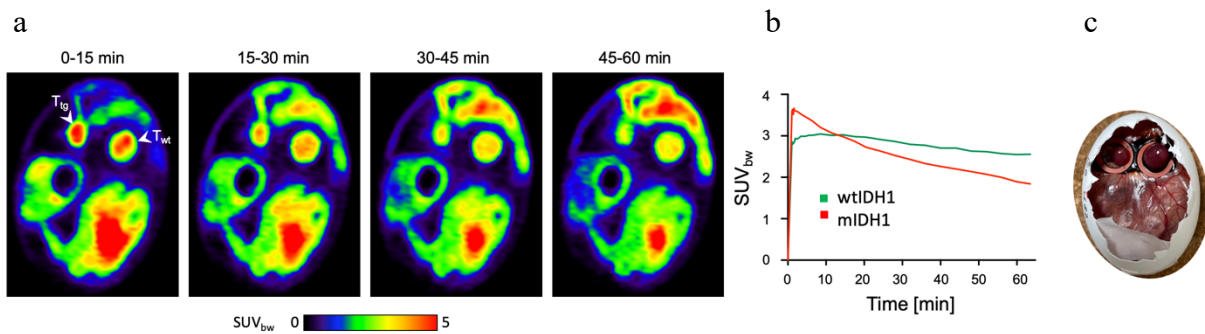 a
b
c
0-15 min
15-30 min
30-45 min
45-60 min
Ttg
Twt
SUVbw 0 5
SUVbw
4
3
2
1
0
wtIDH1
mIDH1
0 10 20 30 40 50 60
Time [min]